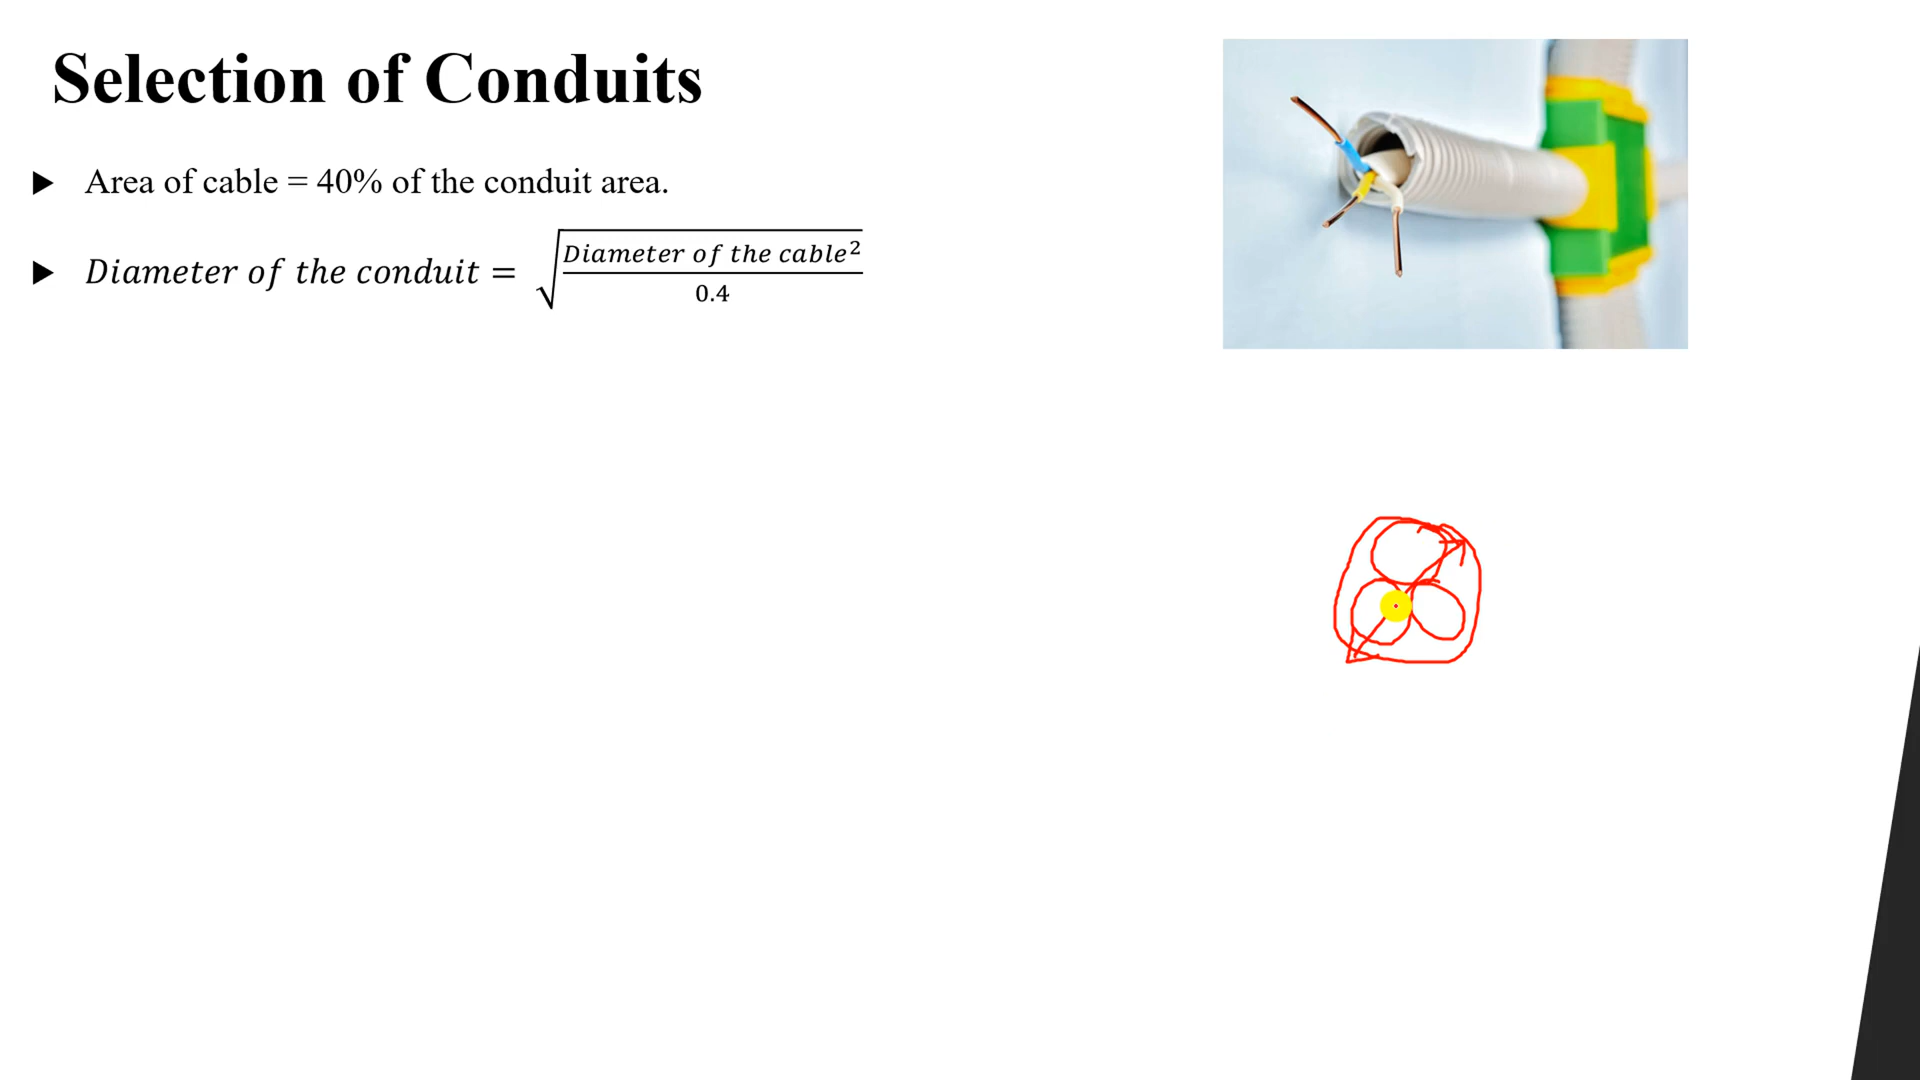 Selection of Conduits
▶ Area of cable = 40% of the conduit area.
▶ Diameter of the conduit = √(Diameter of the cable² / 0.4)